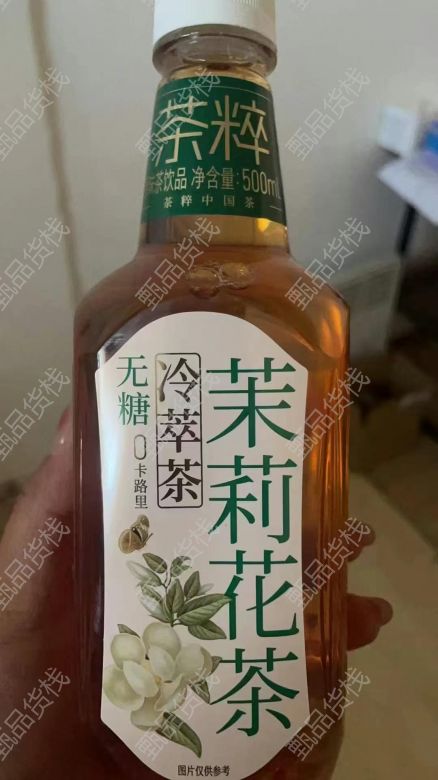 茶粹
茶饮品 净含量:500mL
茶粹中国茶
茉莉花茶
冷萃茶
无糖
0卡路里
图片仅供参考
甄品货栈